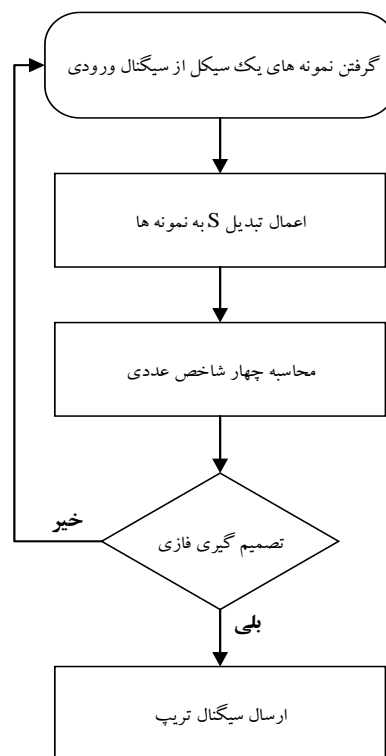 گرفتن نمونه های یک سیکل از سیگنال ورودی
اعمال تبدیل S به نمونه ها
محاسبه چهار شاخص عددی
تصمیم گیری فازی
خیر
بلی
ارسال سیگنال تریپ